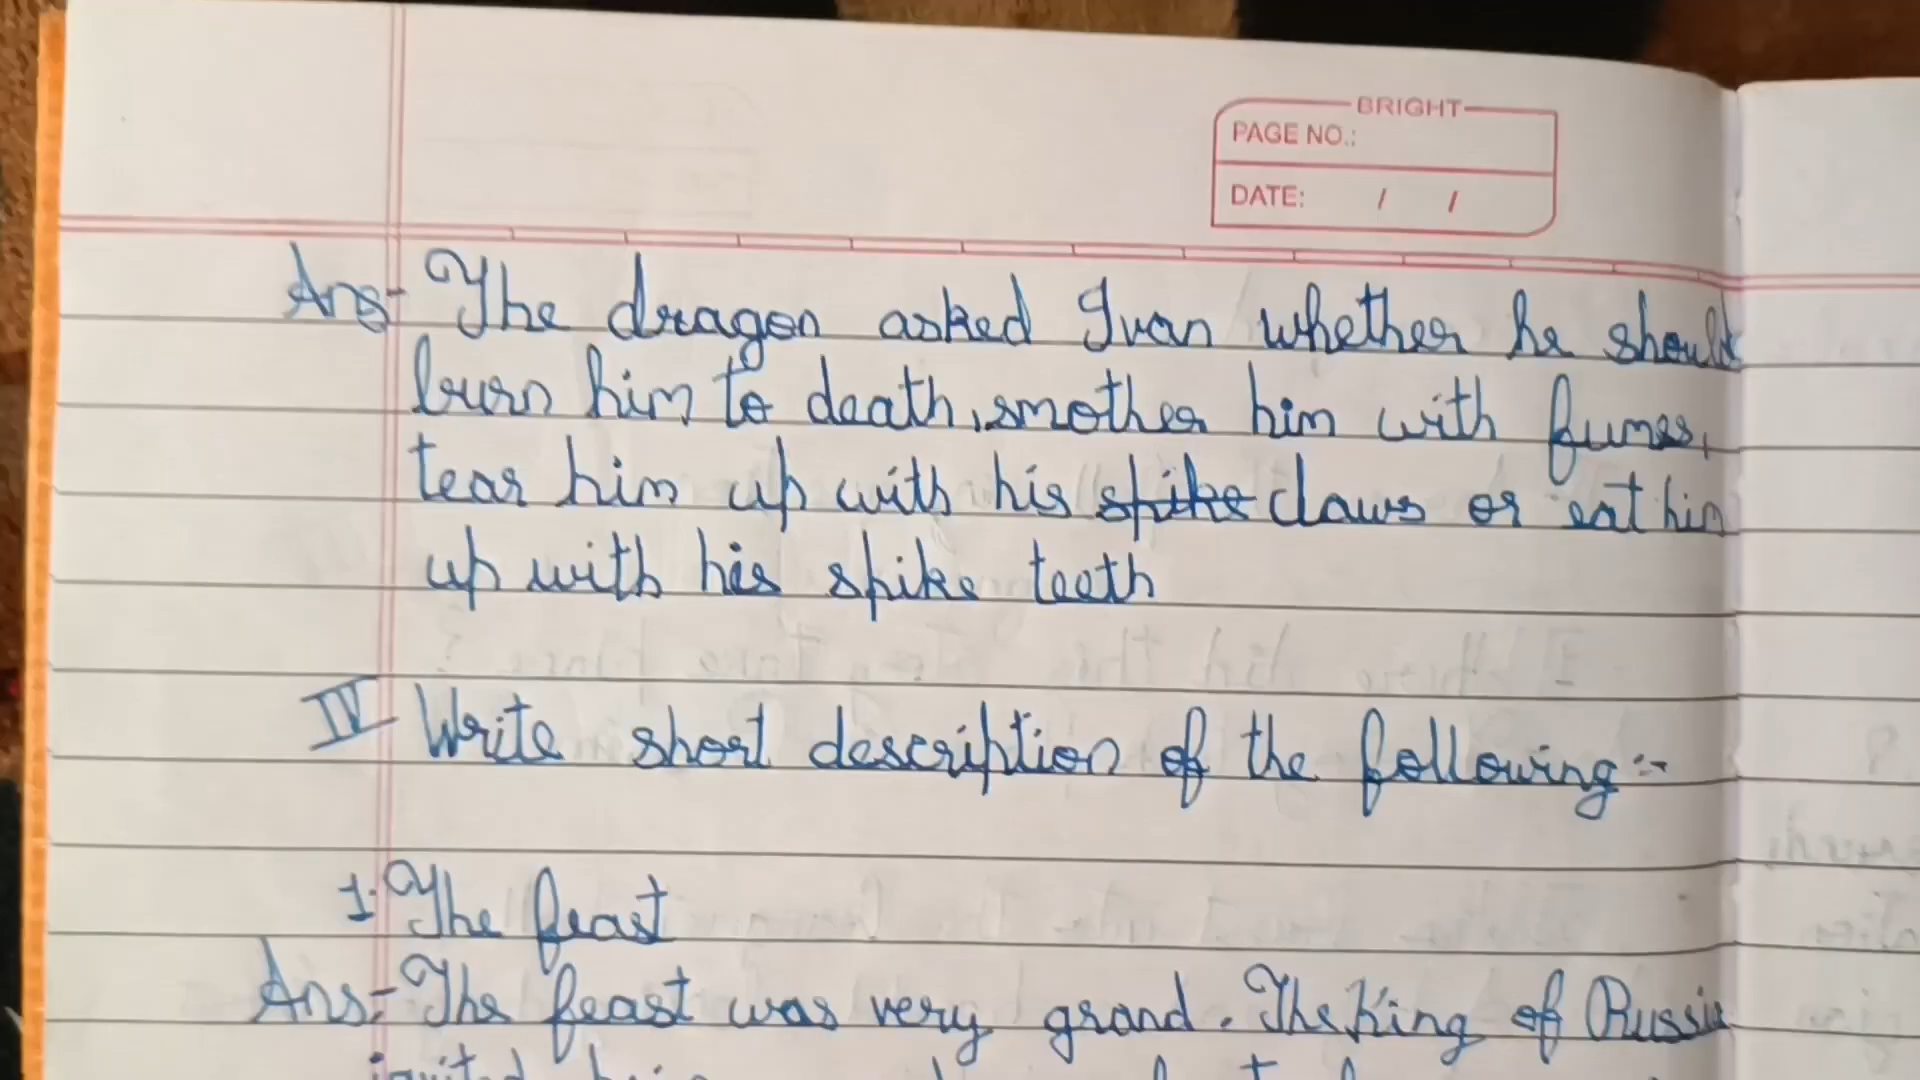 BRIGHT
PAGE NO.:
DATE: / /
Ans- The dragon asked Ivan whether he should
burn him to death, smother him with fumes,
tear him up with his spike claws or eat him
up with his spike teeth
IV Write short description of the following :-
1. The feast
Ans:- The feast was very grand. The King of Russia
invited